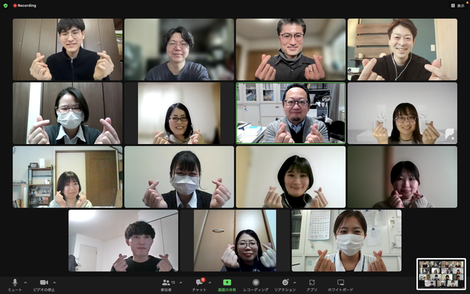 Recording
表示
ミュート
ビデオの停止
参加者
チャット
画面の共有
レコーディング
リアクション
アプリ
ホワイトボード